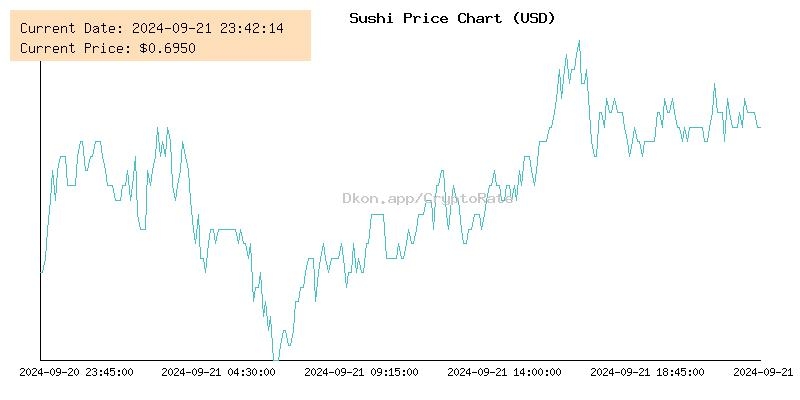 Sushi Price Chart (USD)
Current Date: 2024-09-21 23:42:14
Current Price: $0.6950
Dkon.app/CryptoRate
2024-09-20 23:45:00 2024-09-21 04:30:00 2024-09-21 09:15:00 2024-09-21 14:00:00 2024-09-21 18:45:00 2024-09-21